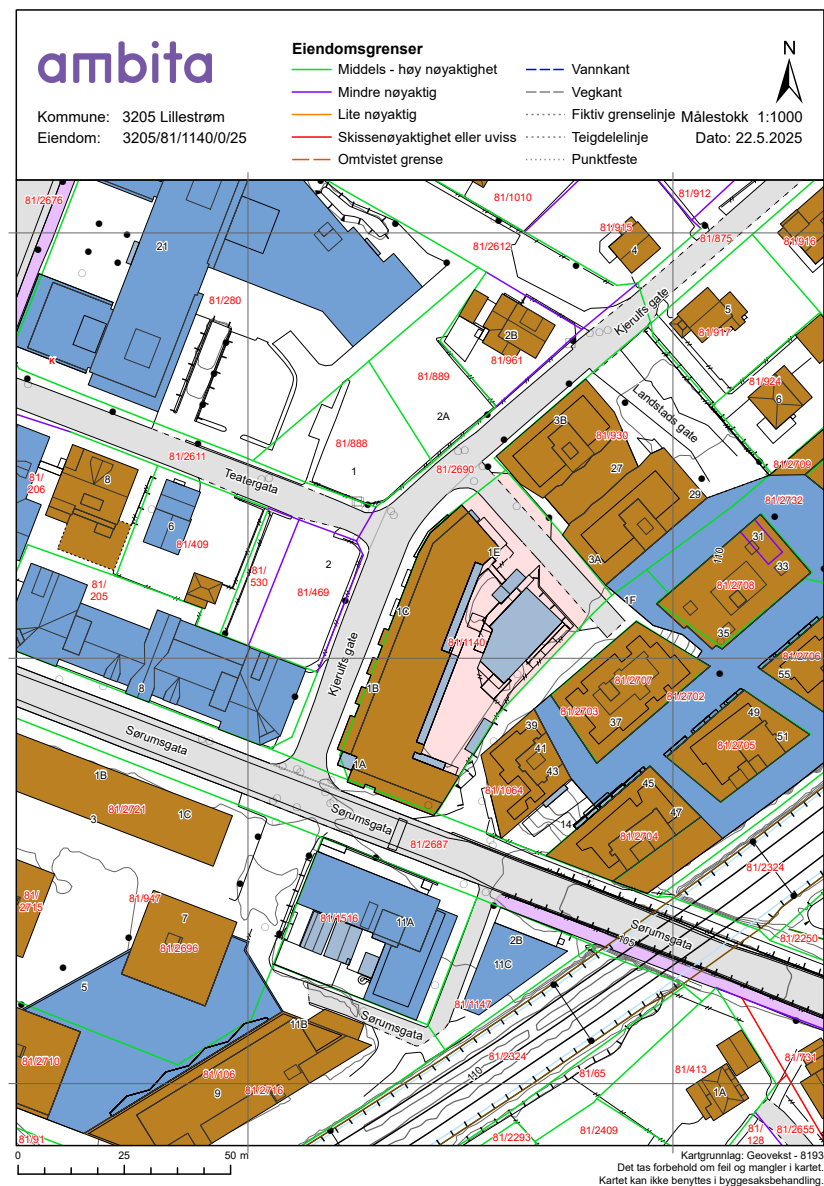 ambita
Kommune: 3205 Lillestrøm
Eiendom: 3205/81/1140/0/25
Eiendomsgrenser
Middels - høy nøyaktighet
Mindre nøyaktig
Lite nøyaktig
Skissenøyaktighet eller uviss
Omtvistet grense
Vannkant
Vegkant
Fiktiv grenselinje
Teigdelelinje
Punktfeste
N
Målestokk 1:1000
Dato: 22.5.2025
81/2676
81/1010
81/912
81/915
81/875
81/916
21
81/2612
4
81/280
Kjerulfs gate
5
81/917
2B
81/961
K
81/889
81/924
6
2A
Landstads gate
3B
81/930
81/888
1
81/2690
27
81/2611
81/2709
Teatergata
81/
206
8
29
81/2732
6
81/409
31
110
33
1E
2
3A
81/
530
81/469
81/2708
81/
205
1C
1F
35
81/1140
Kjerulfs gate
81/2706
81/2707
81/2702
55
8
1B
81/2703
37
49
39
51
Sørumsgata
41
81/2705
43
1A
1B
45
81/1064
81/2721
1C
47
3
Sørumsgata
14
81/2704
81/2687
81/2324
81/
2715
81/947
7
81/1516
11A
Sørumsgata
81/2250
105
81/2696
2B
11C
5
81/1147
11B
Sørumsgata
81/2324
81/2710
81/106
110
81/65
81/413
81/731
9
81/2716
1A
81/91
81/2293
81/2409
81/
128
81/2655
0
25
50 m
Kartgrunnlag: Geovekst - 8193
Det tas forbehold om feil og mangler i kartet.
Kartet kan ikke benyttes i byggesaksbehandling.